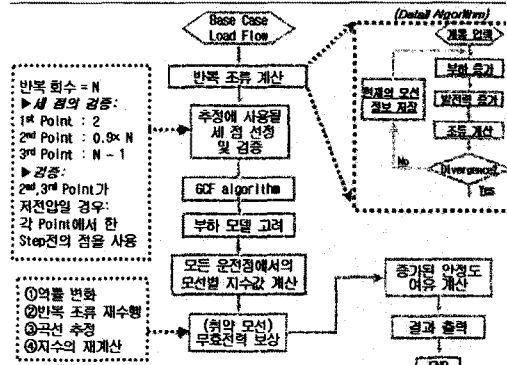 Base Case
Load Flow
반복 조류 계산
추정에 사용될
세 점 선정
및 검증
GCF algorithm
부하 모델 고려
모든 운전점에서의
모선별 지수값 계산
(취약 모선)
무효전력 보상
반복 회수 = N
▶세 점의 검증:
1st Point : 2
2nd Point : 0.9× N
3rd Point : N - 1
▶검증:
2nd,3rd Point가
저전압일 경우:
각 Point에서 한
Step전의 점을 사용
①역률 변화
②반복 조류 재수행
③곡선 추정
④지수의 재계산
(Detail Algorithm)
계통 입력
부하 증가
발전력 증가
조류 계산
Divergence?
No
Yes
현재의 모선
정보 저장
증가된 안정도
여유 계산
결과 출력
END